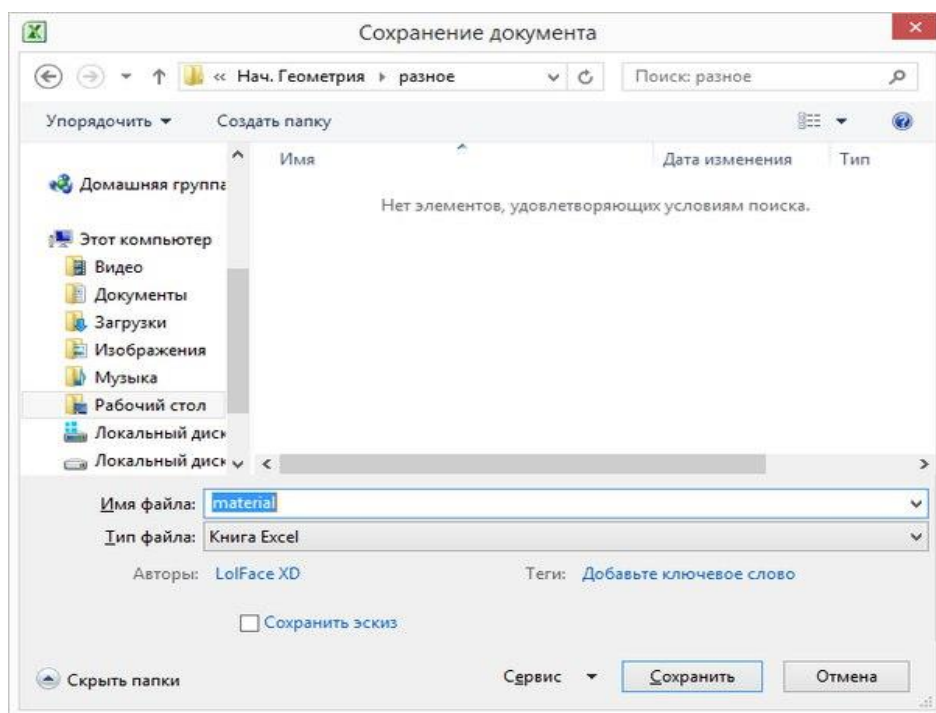 Сохранение документа
« Нач. Геометрия разное
Поиск: разное
Упорядочить Создать папку
Имя Дата изменения Тип
Домашняя группа
Нет элементов, удовлетворяющих условиям поиска.
Этот компьютер
Видео
Документы
Загрузки
Изображения
Музыка
Рабочий стол
Локальный диск
Локальный диск
Имя файла: material
Тип файла: Книга Excel
Авторы: LolFace XD Теги: Добавьте ключевое слово
Сохранить эскиз
Скрыть папки Сервис Сохранить Отмена